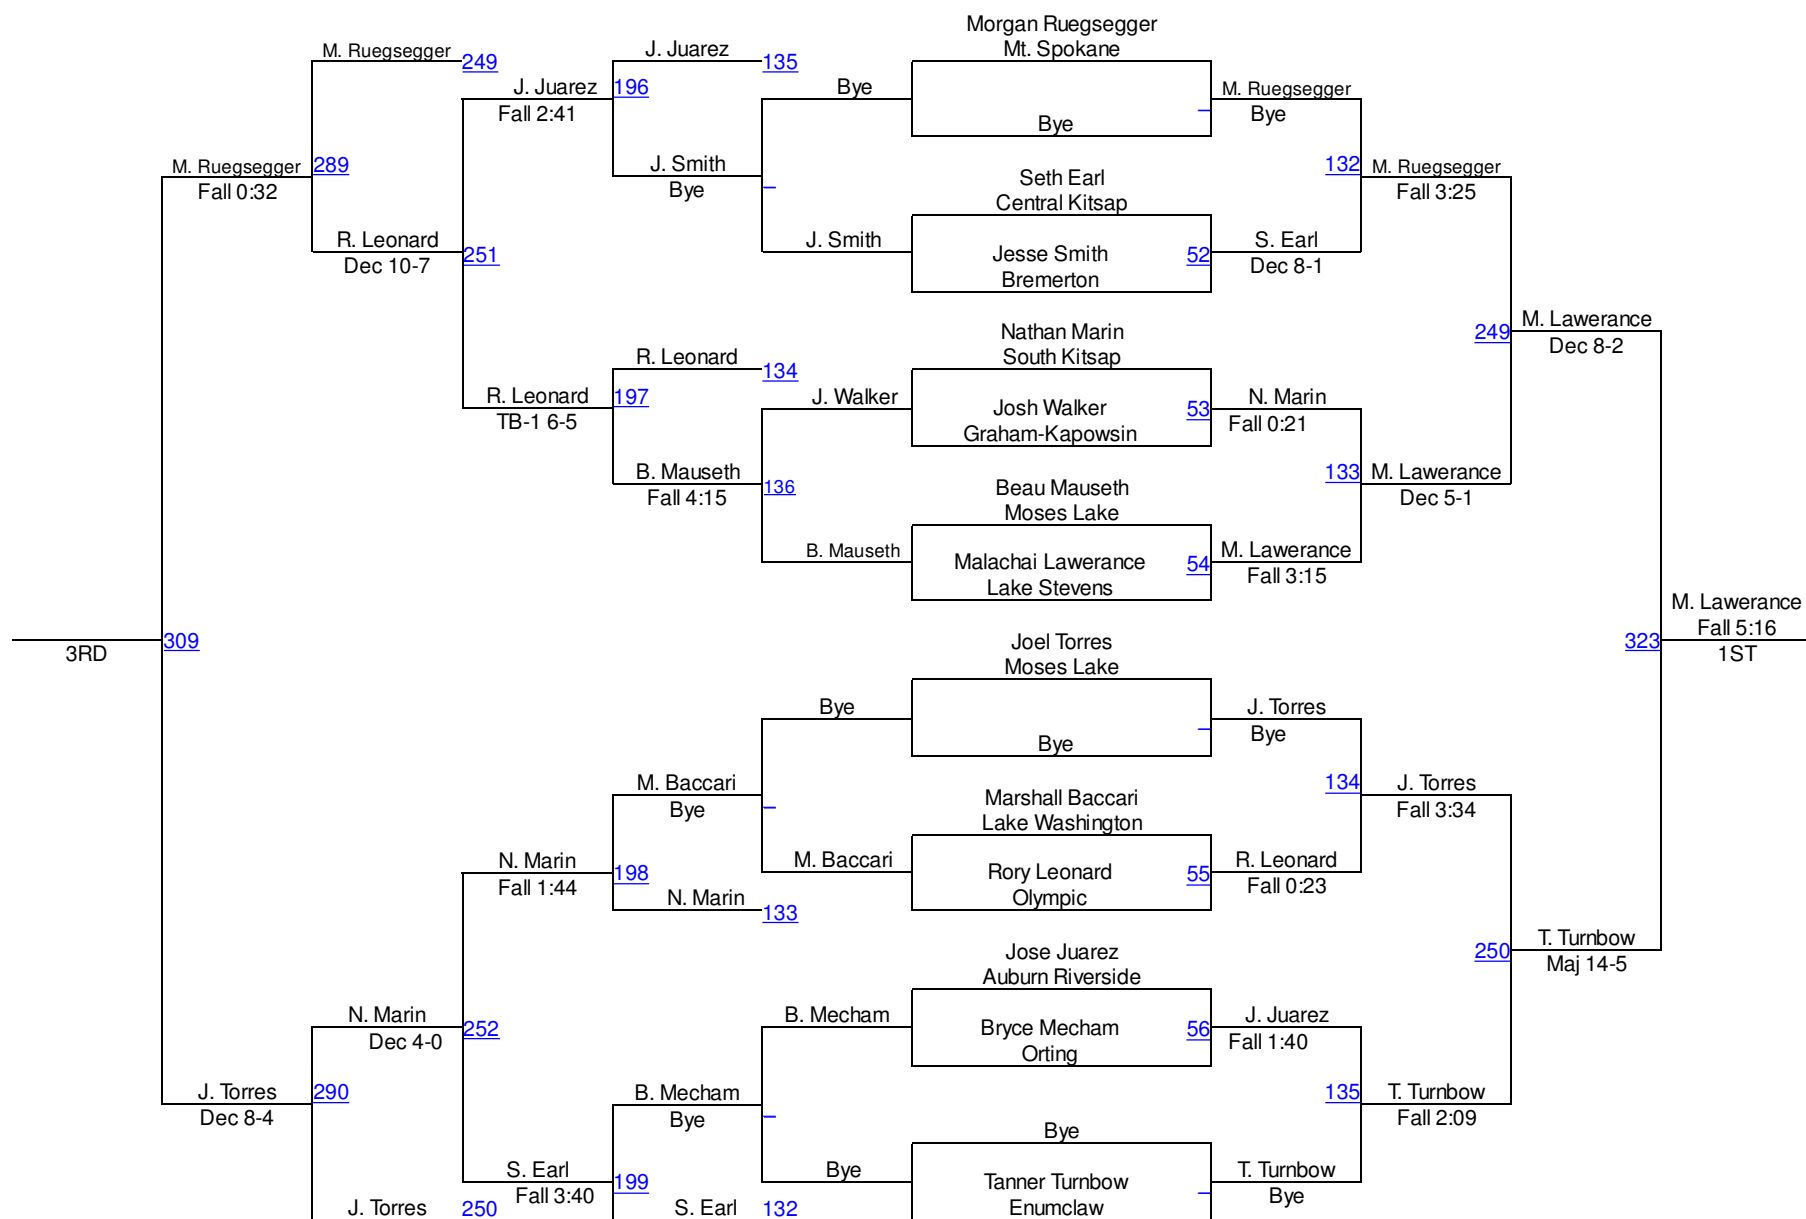 Morgan Ruegsegger
M. Ruegsegger 249 J. Juarez 135 Mt. Spokane
J. Juarez 196 Bye M. Ruegsegger
Fall 2:41 Bye Bye
M. Ruegsegger 289 J. Smith 132 M. Ruegsegger
Fall 0:32 Bye Seth Earl Fall 3:25
Central Kitsap
R. Leonard J. Smith Jesse Smith 52 S. Earl
Dec 10-7 251 Bremerton Dec 8-1
Nathan Marin M. Lawerance
R. Leonard 134 South Kitsap 249 Dec 8-2
R. Leonard 197 J. Walker Josh Walker 53 N. Marin
TB-1 6-5 Graham-Kapowsin Fall 0:21
B. Mauseth 136 Beau Mauseth 133 M. Lawerance
Fall 4:15 Moses Lake Dec 5-1
B. Mauseth Malachai Lawerance 54 M. Lawerance
Lake Stevens Fall 3:15
M. Lawerance
Fall 5:16
3RD 309 Joel Torres 323 1ST
Moses Lake
Bye J. Torres
Bye Bye
M. Baccari Marshall Baccari 134 J. Torres
Bye Lake Washington Fall 3:34
N. Marin 198 M. Baccari Rory Leonard 55 R. Leonard
Fall 1:44 Olympic Fall 0:23
N. Marin 133
Jose Juarez 250 T. Turnbow
Auburn Riverside Maj 14-5
N. Marin 252 B. Mecham Bryce Mecham 56 J. Juarez
Dec 4-0 Orting Fall 1:40
J. Torres 290 B. Mecham 135 T. Turnbow
Dec 8-4 Bye Bye Fall 2:09
S. Earl 199 Bye Tanner Turnbow T. Turnbow
Fall 3:40 Enumclaw Bye
J. Torres 250 S. Earl 132